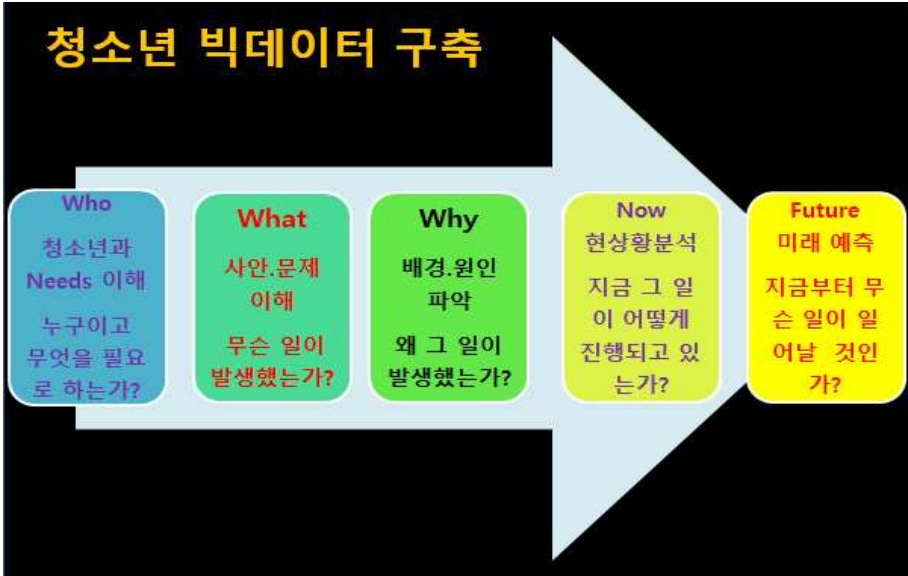 청소년 빅데이터 구축
Who
청소년과
Needs 이해
누구이고
무엇을 필요
로 하는가?
What
사안.문제
이해
무슨 일이
발생했는가?
Why
배경.원인
파악
왜 그 일이
발생했는가?
Now
현상황분석
지금 그 일
이 어떻게
진행되고 있
는가?
Future
미래 예측
지금부터 무
슨 일이 일
어날 것인
가?